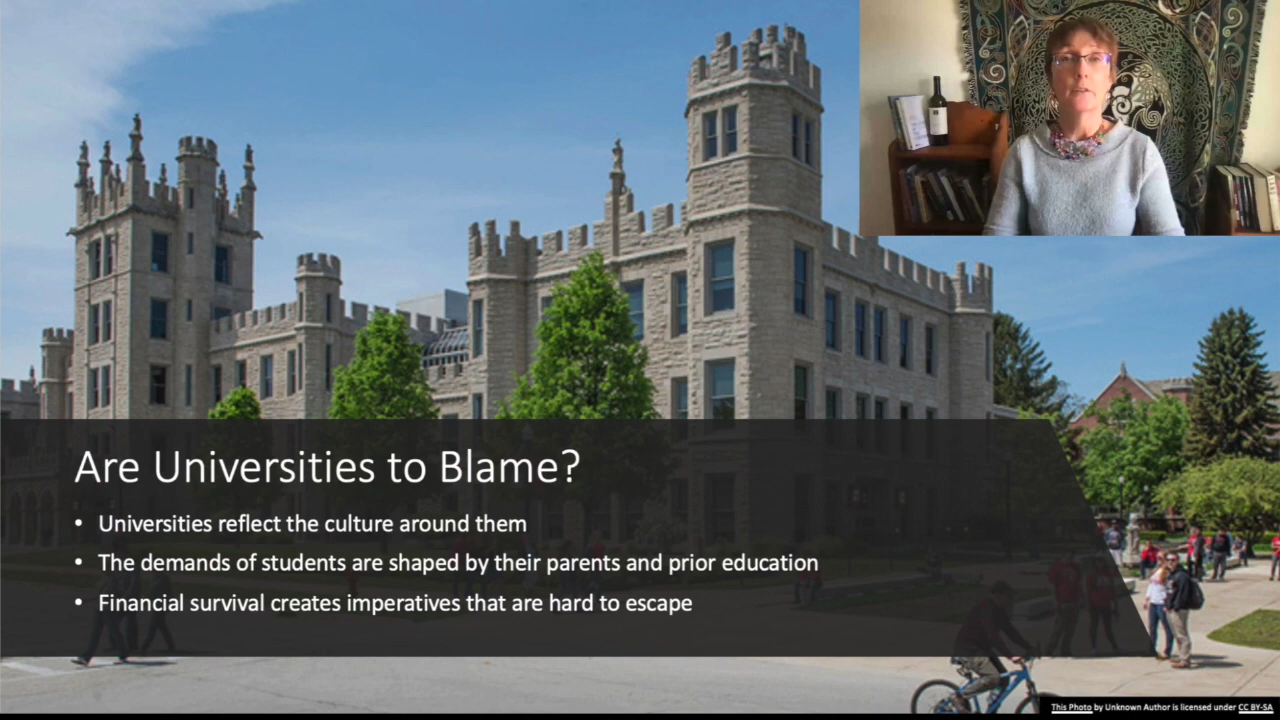 Are Universities to Blame?
• Universities reflect the culture around them
• The demands of students are shaped by their parents and prior education
• Financial survival creates imperatives that are hard to escape
This Photo by Unknown Author is licensed under CC BY-SA